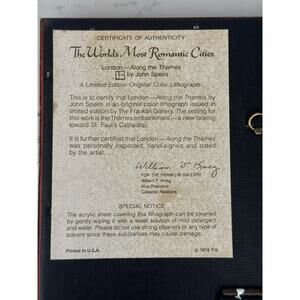 CERTIFICATE OF AUTHENTICITY
The World's Most Romantic Cities
London—Along the Thames
by John Speirs
A Limited Edition Original Color Lithograph
This is to certify that London—Along the Thames by
John Speirs is an original color lithograph issued in
limited edition by The Franklin Gallery. The setting for
this work is the Thames embankment—a view looking
toward St. Paul's Cathedral.
It is further certified that London—Along the Thames
was personally inspected, hand-signed and dated
by the artist.
William F. Krieg
FOR THE FRANKLIN GALLERY
William F. Krieg
Vice President
Collector Relations
SPECIAL NOTICE
The acrylic sheet covering this lithograph can be cleaned
by gently wiping it with a weak solution of mild detergent
and water. Please do not use strong cleaners or any type of
solvent since these substances may cause damage.
Printed in U.S.A.
© 1979 FG